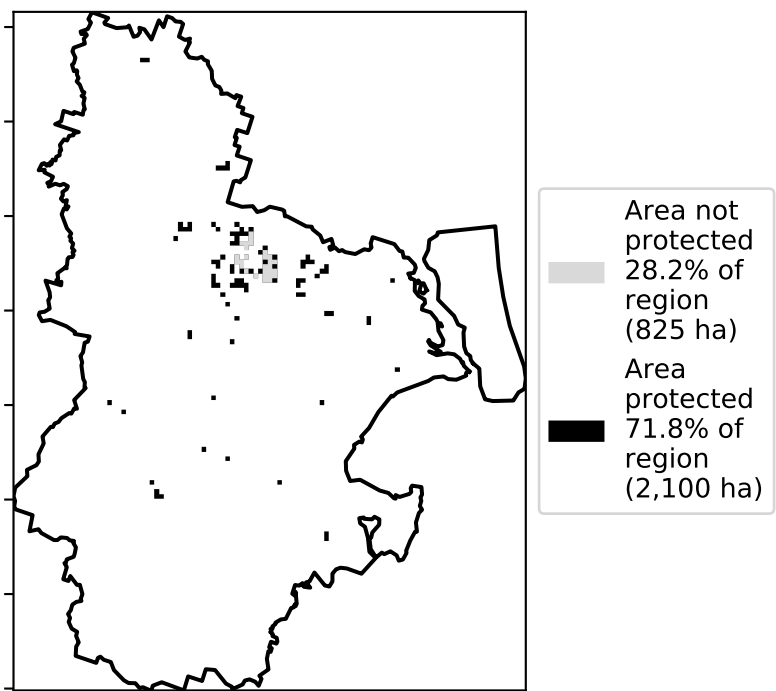 Area not
protected
28.2% of
region
(825 ha)
Area
protected
71.8% of
region
(2,100 ha)